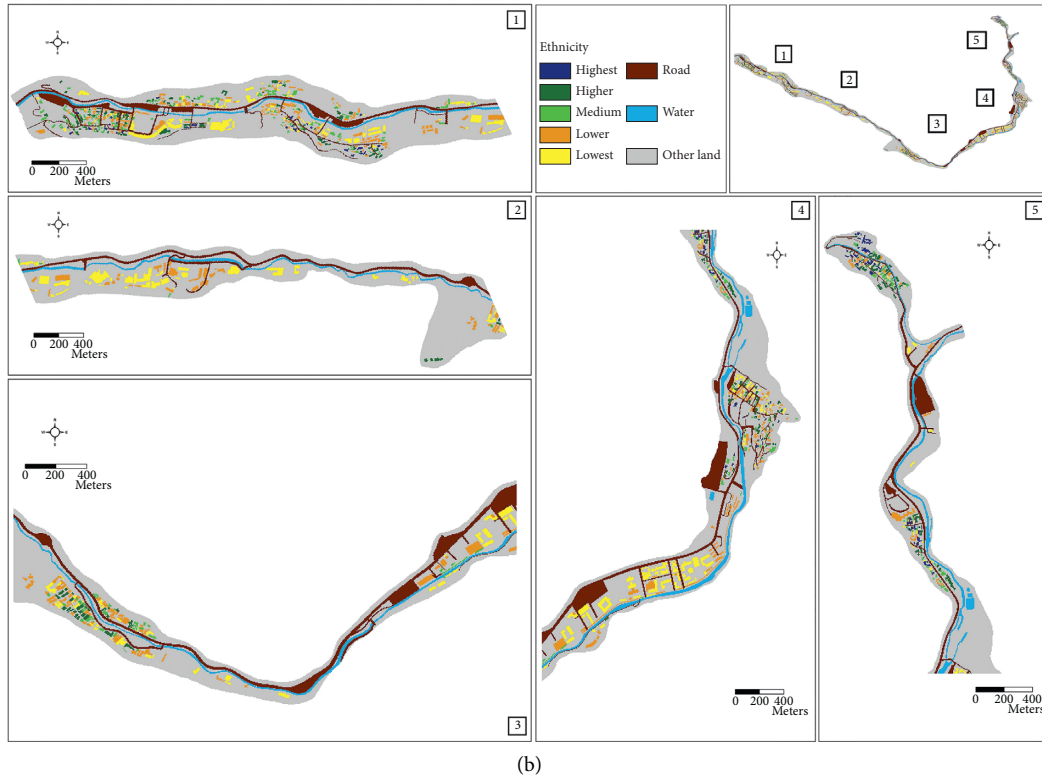 1
0 200 400
Meters
Ethnicity
Highest
Higher
Medium
Lower
Lowest
Road
Water
Other land
1
2
3
4
5
2
0 200 400
Meters
3
0 200 400
Meters
4
0 200 400
Meters
5
0 200 400
Meters
(b)